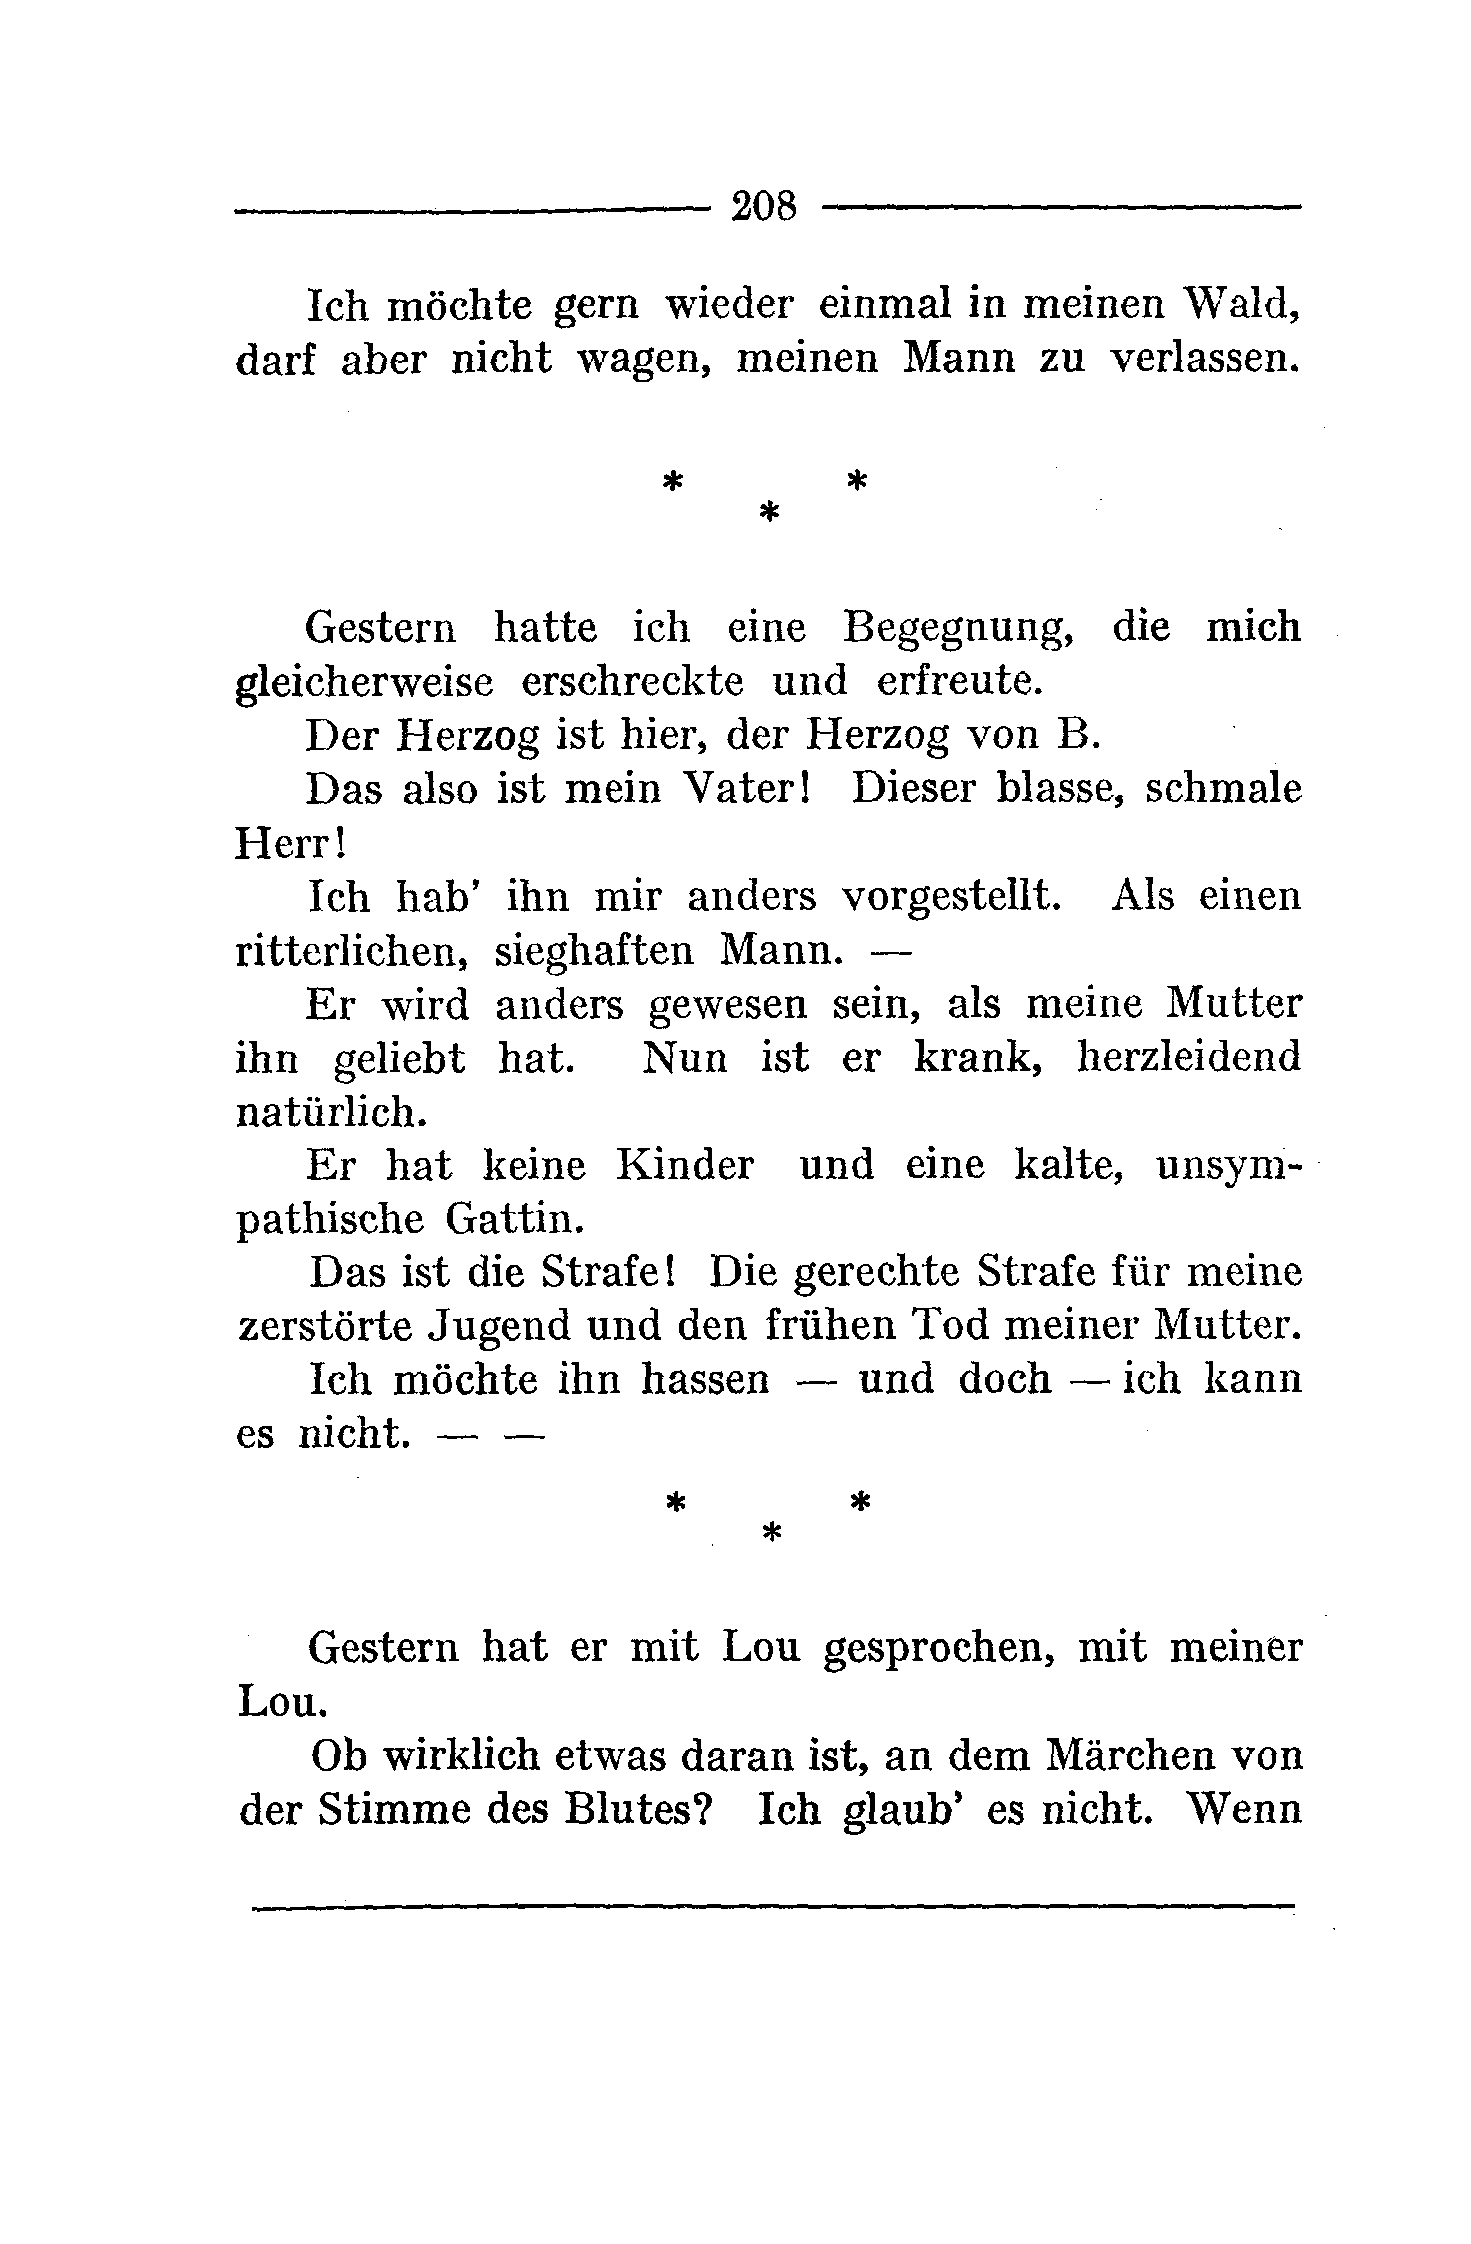 208
Ich möchte gern wieder einmal in meinen Wald,
darf aber nicht wagen, meinen Mann zu verlassen.
* *
*
Gestern hatte ich eine Begegnung, die mich
gleicherweise erschreckte und erfreute.
Der Herzog ist hier, der Herzog von B.
Das also ist mein Vater! Dieser blasse, schmale
Herr!
Ich hab' ihn mir anders vorgestellt. Als einen
ritterlichen, sieghaften Mann. —
Er wird anders gewesen sein, als meine Mutter
ihn geliebt hat. Nun ist er krank, herzleidend
natürlich.
Er hat keine Kinder und eine kalte, unsym-
pathische Gattin.
Das ist die Strafe! Die gerechte Strafe für meine
zerstörte Jugend und den frühen Tod meiner Mutter.
Ich möchte ihn hassen — und doch — ich kann
es nicht. — —
* *
*
Gestern hat er mit Lou gesprochen, mit meiner
Lou.
Ob wirklich etwas daran ist, an dem Märchen von
der Stimme des Blutes? Ich glaub' es nicht. Wenn